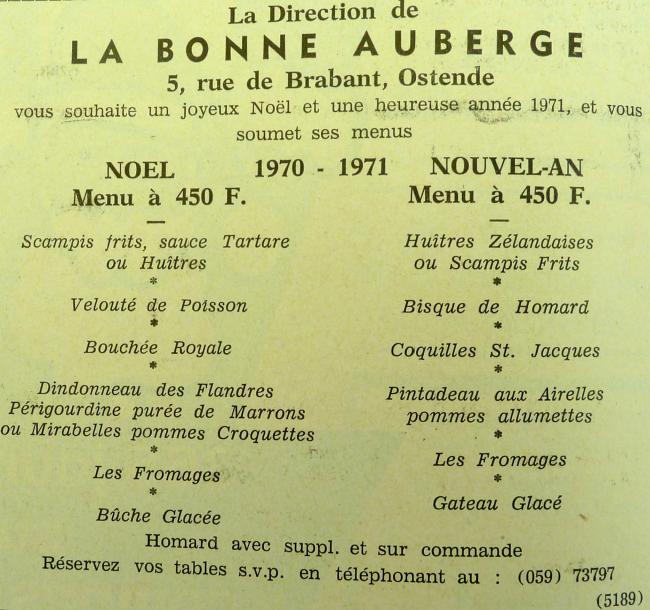 La Direction de
LA BONNE AUBERGE
5, rue de Brabant, Ostende
vous souhaite un joyeux Noël et une heureuse année 1971, et vous
soumet ses menus
NOEL 1970 - 1971 NOUVEL-AN
Menu à 450 F. Menu à 450 F.
—
Scampis frits, sauce Tartare
ou Huîtres
*
Velouté de Poisson
*
Bouchée Royale
*
Dindonneau des Flandres
Périgourdine purée de Marrons
ou Mirabelles pommes Croquettes
*
Les Fromages
*
Bûche Glacée
—
Huîtres Zélandaises
ou Scampis Frits
*
Bisque de Homard
*
Coquilles St. Jacques
*
Pintadeau aux Airelles
pommes allumettes
*
Les Fromages
*
Gateau Glacé
Homard avec suppl. et sur commande
Réservez vos tables s.v.p. en téléphonant au : (059) 73797
(5189)